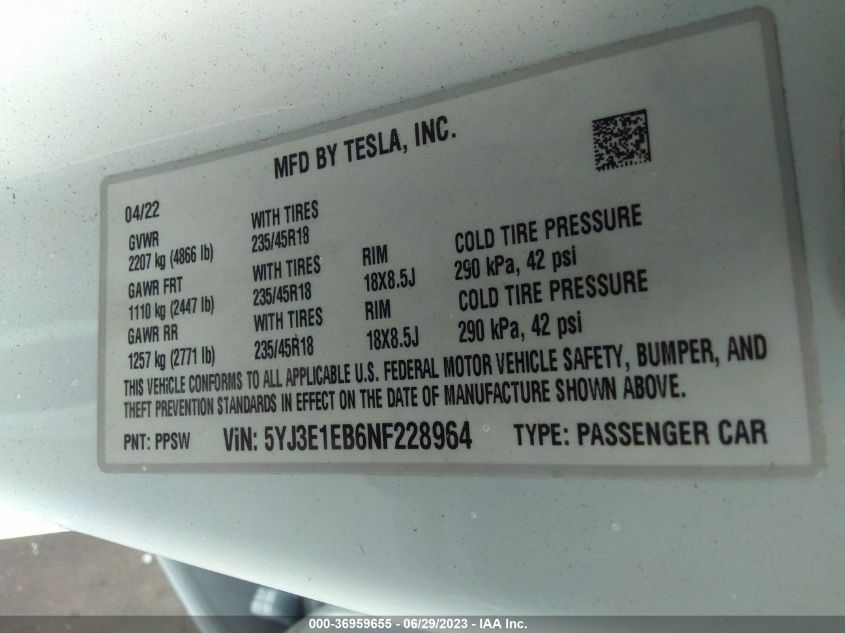 MFD BY TESLA, INC.
04/22
GVWR WITH TIRES
2207 kg (4866 lb) 235/45R18
GAWR FRT WITH TIRES RIM COLD TIRE PRESSURE
1110 kg (2447 lb) 235/45R18 18X8.5J 290 kPa, 42 psi
GAWR RR WITH TIRES RIM COLD TIRE PRESSURE
1257 kg (2771 lb) 235/45R18 18X8.5J 290 kPa, 42 psi
THIS VEHICLE CONFORMS TO ALL APPLICABLE U.S. FEDERAL MOTOR VEHICLE SAFETY, BUMPER, AND
THEFT PREVENTION STANDARDS IN EFFECT ON THE DATE OF MANUFACTURE SHOWN ABOVE.
PNT: PPSW ViN: 5YJ3E1EB6NF228964 TYPE: PASSENGER CAR
000-36959655 - 06/29/2023 - IAA Inc.